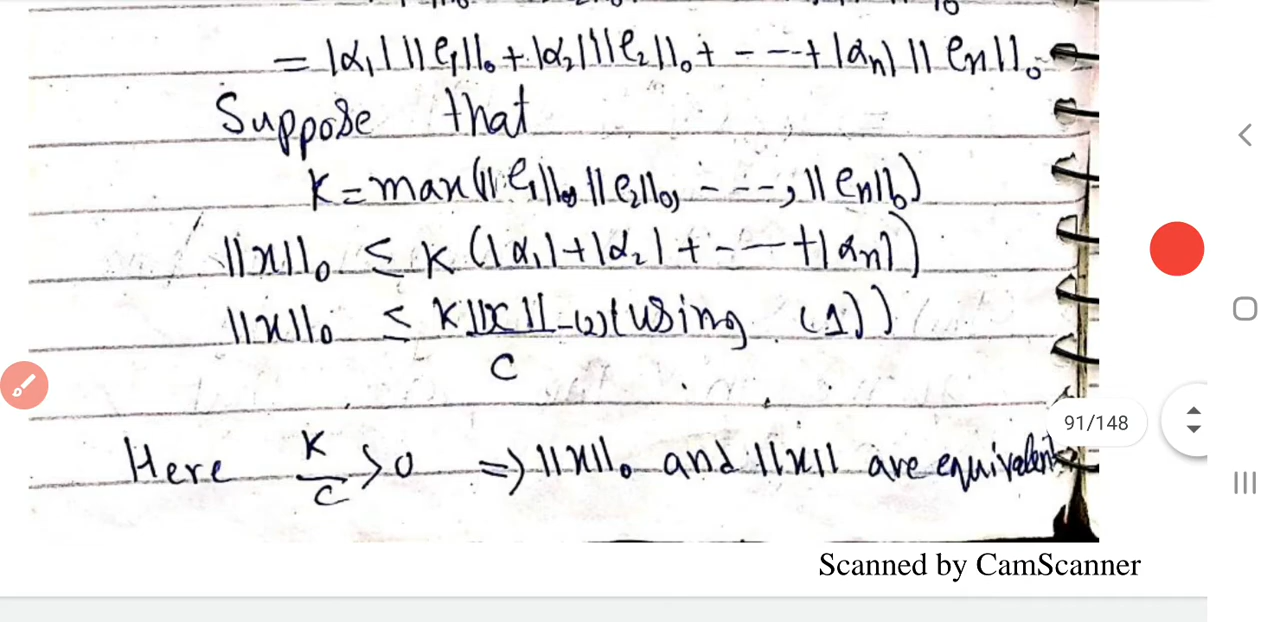 = |α₁| ||e₁||₀ + |α₂| ||e₂||₀ + - - - + |αn| || en||₀
Suppose that
K = max(|| e₁||₀, || e₂||₀, - - - -, || en||₀)
||x||₀ ≤ K (|α₁| + |α₂| + - - - + |αn|)
||x||₀ ≤ K ||x|| -(2) (using (1))
C
91/148
Here K/C > 0 => ||x||₀ and ||x|| are equivalent
Scanned by CamScanner